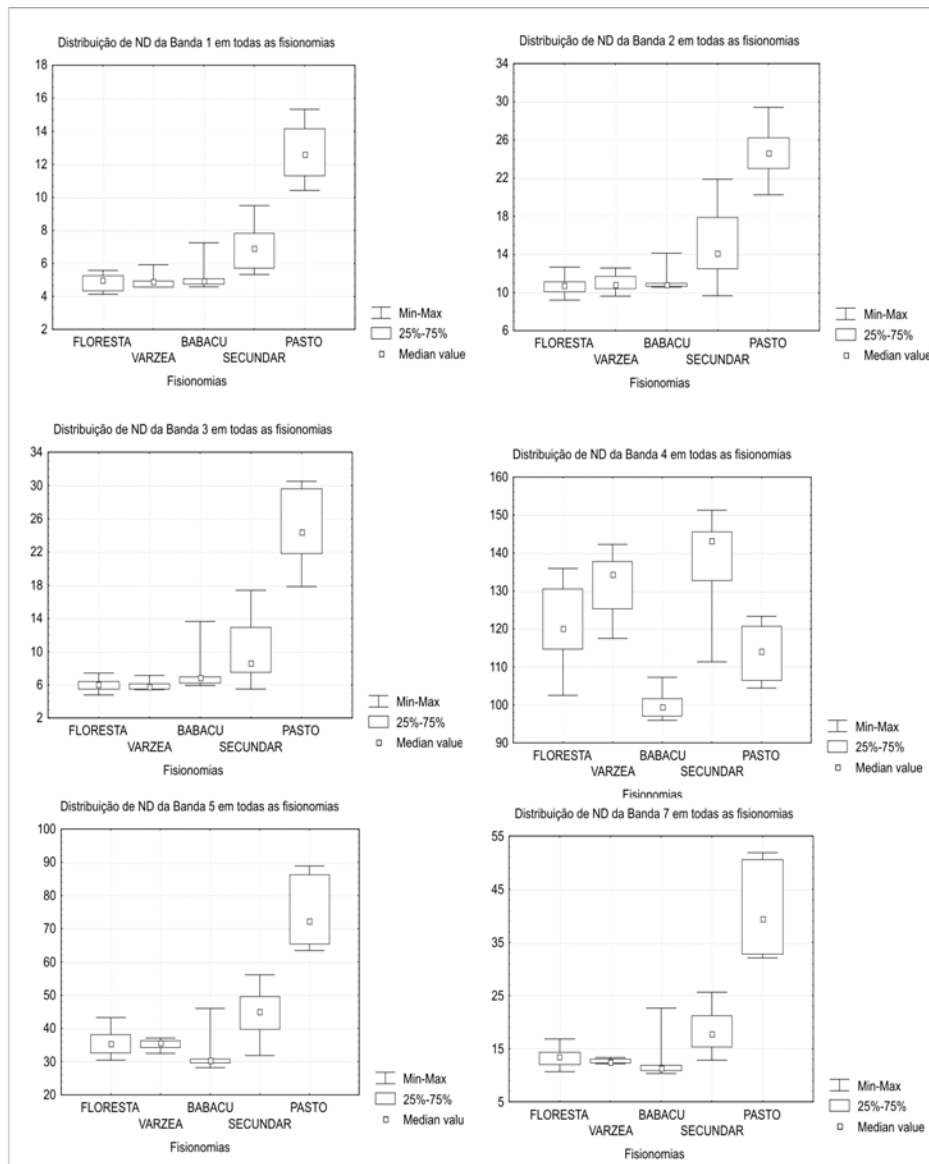 Distribuição de ND da Banda 1 em todas as fisionomias
18
16
14
12
10
8
6
4
2
FLORESTA BABACU PASTO
VARZEA SECUNDAR
Fisionomias
Min-Max
25%-75%
Median value
Distribuição de ND da Banda 2 em todas as fisionomias
34
30
26
22
18
14
10
6
FLORESTA BABACU PASTO
VARZEA SECUNDAR
Fisionomias
Min-Max
25%-75%
Median value
Distribuição de ND da Banda 3 em todas as fisionomias
34
30
26
22
18
14
10
6
2
FLORESTA BABACU PASTO
VARZEA SECUNDAR
Fisionomias
Min-Max
25%-75%
Median value
Distribuição de ND da Banda 4 em todas as fisionomias
160
150
140
130
120
110
100
90
FLORESTA BABACU PASTO
VARZEA SECUNDAR
Fisionomias
Min-Max
25%-75%
Median value
Distribuição de ND da Banda 5 em todas as fisionomias
100
90
80
70
60
50
40
30
20
FLORESTA BABACU PASTO
VARZEA SECUNDAR
Fisionomias
Min-Max
25%-75%
Median value
Distribuição de ND da Banda 7 em todas as fisionomias
55
45
35
25
15
5
FLORESTA BABACU PASTO
VARZEA SECUNDAR
Fisionomias
Min-Max
25%-75%
Median value